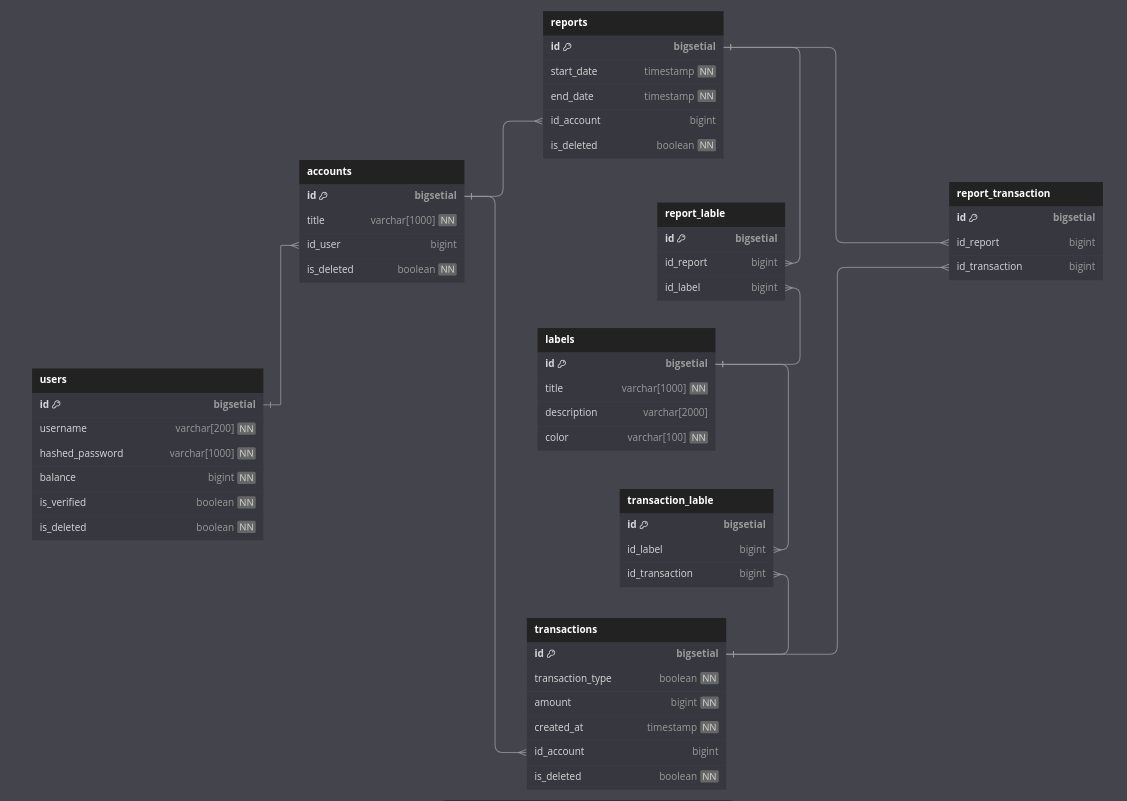 reports
id bigsetial
start_date timestamp NN
end_date timestamp NN
id_account bigint
is_deleted boolean NN
accounts
id bigsetial
title varchar[1000] NN
id_user bigint
is_deleted boolean NN
report_transaction
id bigsetial
id_report bigint
id_transaction bigint
report_lable
id bigsetial
id_report bigint
id_label bigint
labels
id bigsetial
title varchar[1000] NN
description varchar[2000]
color varchar[100] NN
users
id bigsetial
username varchar[200] NN
hashed_password varchar[1000] NN
balance bigint NN
is_verified boolean NN
is_deleted boolean NN
transaction_lable
id bigsetial
id_label bigint
id_transaction bigint
transactions
id bigsetial
transaction_type boolean NN
amount bigint NN
created_at timestamp NN
id_account bigint
is_deleted boolean NN